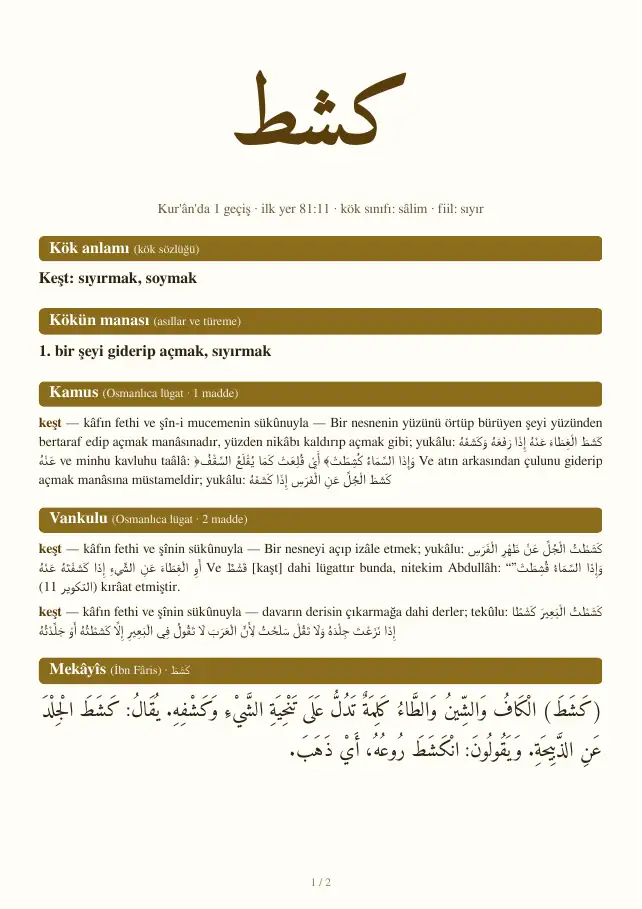 كشط
Kur'ân'da 1 geçiş · ilk yer 81:11 · kök sınıfı: sâlim · fiil: sıyır
Kök anlamı (kök sözlüğü)
Keşt: sıyırmak, soymak
Kökün manası (asıllar ve türeme)
1. bir şeyi giderip açmak, sıyırmak
Kamus (Osmanlıca lügat · 1 madde)
keşt — kâfın fethi ve şîn-i mucemenin sükûnuyla — Bir nesnenin yüzünü örtüp bürüyen şeyi yüzünden
bertaraf edip açmak manâsınadır, yüzden nikâbı kaldırıp açmak gibi; yukâlu: كَشَطَ الْغِطَاءَ عَنْهُ إِذَا رَفَعَهُ وَكَشَفَهُ
عَنْهُ ve minhu kavluhu taâlâ: ﴿وَإِذَا السَّمَاءُ كُشِطَتْ﴾ أَيْ قُلِعَتْ كَمَا يُقْلَعُ السَّقْفُ Ve atın arkasından çulunu giderip
açmak manâsına müstameldir; yukâlu: كَشَطَ الْجُلَّ عَنِ الْفَرَسِ إِذَا كَشَفَهُ
Vankulu (Osmanlıca lügat · 2 madde)
keşt — kâfın fethi ve şînin sükûnuyla — Bir nesneyi açıp izâle etmek; yukâlu: كَشَطْتُ الْجُلَّ عَنْ ظَهْرِ الْفَرَسِ
أَوِ الْغِطَاءَ عَنِ الشَّيْءِ إِذَا كَشَفْتَهُ عَنْهُ Ve قَشْطٌ [kaşt] dahi lügattır bunda, nitekim Abdullâh: “وَإِذَا السَّمَاءُ قُشِطَتْ”
(التكوير 11) kırâat etmiştir.
keşt — kâfın fethi ve şînin sükûnuyla — davarın derisin çıkarmağa dahi derler; tekûlu: كَشَطْتُ الْبَعِيرَ كَشْطًا
إِذَا نَزَعْتَ جِلْدَهُ وَلَا تَقُلْ سَلَخْتُ لِأَنَّ الْعَرَبَ لَا تَقُولُ فِي الْبَعِيرِ إِلَّا كَشَطْتُهُ أَوْ جَلَّدْتُهُ
Mekâyîs (İbn Fâris) · كشط
(كَشَطَ) الْكَافُ وَالشِّينُ وَالطَّاءُ كَلِمَةٌ تَدُلُّ عَلَى تَنْحِيَةِ الشَّيْءِ وَكَشْفِهِ. يُقَالُ: كَشَطَ الْجِلْدَ
عَنِ الذَّبِيحَةِ. وَيَقُولُونَ: انْكَشَطَ رُوعُهُ، أَيْ ذَهَبَ.
1 / 2